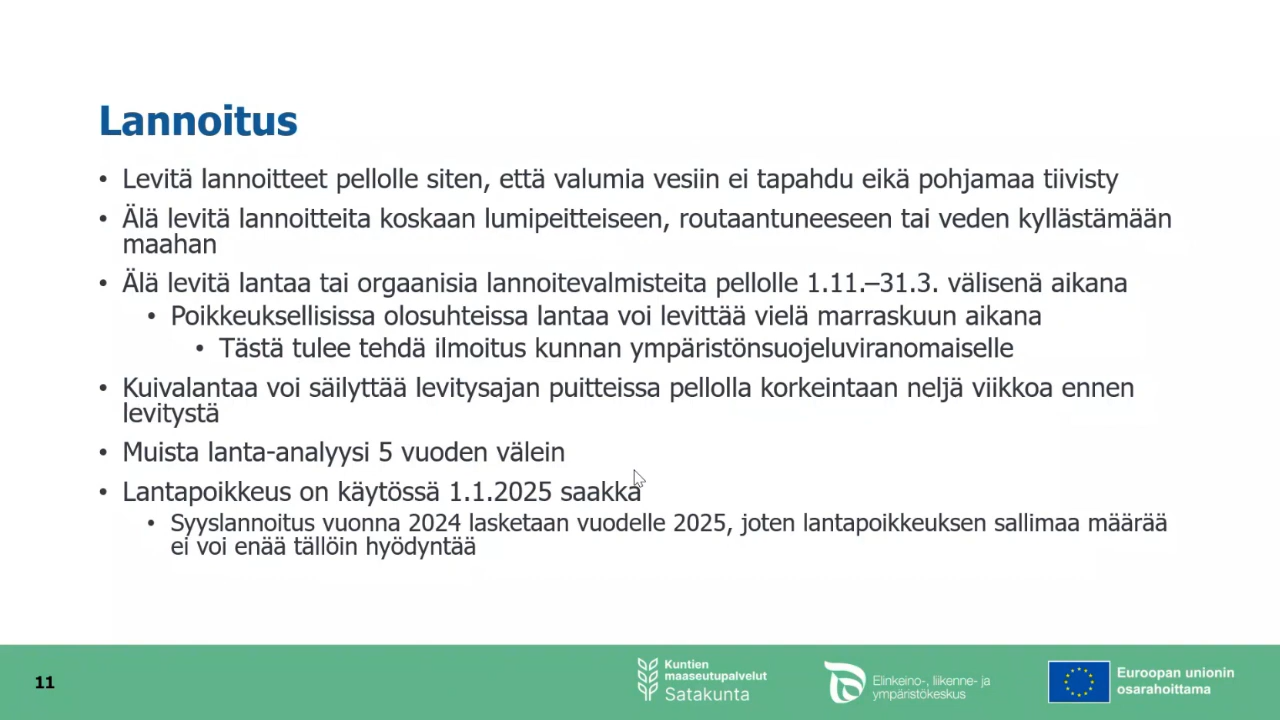 Lannoitus
• Levitä lannoitteet pellolle siten, että valumia vesiin ei tapahdu eikä pohjamaa tiivisty
• Älä levitä lannoitteita koskaan lumipeitteiseen, routaantuneeseen tai veden kyllästämään
maahan
• Älä levitä lantaa tai orgaanisia lannoitevalmisteita pellolle 1.11.–31.3. välisenä aikana
• Poikkeuksellisissa olosuhteissa lantaa voi levittää vielä marraskuun aikana
• Tästä tulee tehdä ilmoitus kunnan ympäristönsuojeluviranomaiselle
• Kuivalantaa voi säilyttää levitysajan puitteissa pellolla korkeintaan neljä viikkoa ennen
levitystä
• Muista lanta-analyysi 5 vuoden välein
• Lantapoikkeus on käytössä 1.1.2025 saakka
• Syyslannoitus vuonna 2024 lasketaan vuodelle 2025, joten lantapoikkeuksen sallimaa määrää
ei voi enää tällöin hyödyntää
11
Kuntien
maaseutupalvelut
Satakunta
Elinkeino-, liikenne- ja
ympäristökeskus
Euroopan unionin
osarahoittama